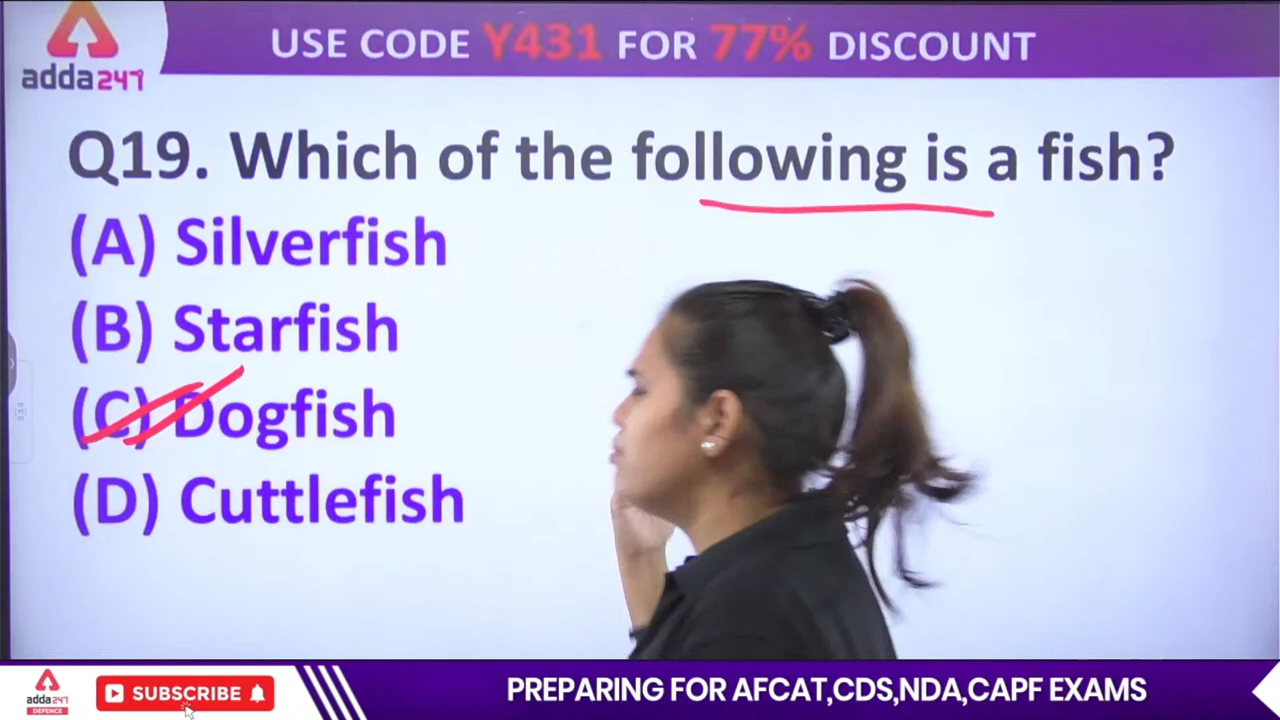 USE CODE Y431 FOR 77% DISCOUNT
adda247
Q19. Which of the following is a fish?
(A) Silverfish
(B) Starfish
(C) Dogfish
(D) Cuttlefish
adda247
DEFENCE
SUBSCRIBE
PREPARING FOR AFCAT,CDS,NDA,CAPF EXAMS